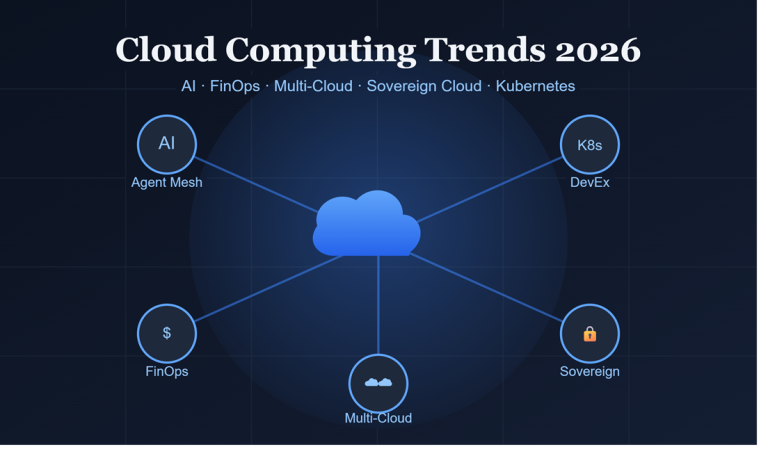 Cloud Computing Trends 2026
AI · FinOps · Multi-Cloud · Sovereign Cloud · Kubernetes
AI
Agent Mesh
K8s
DevEx
$
FinOps
Sovereign
Multi-Cloud